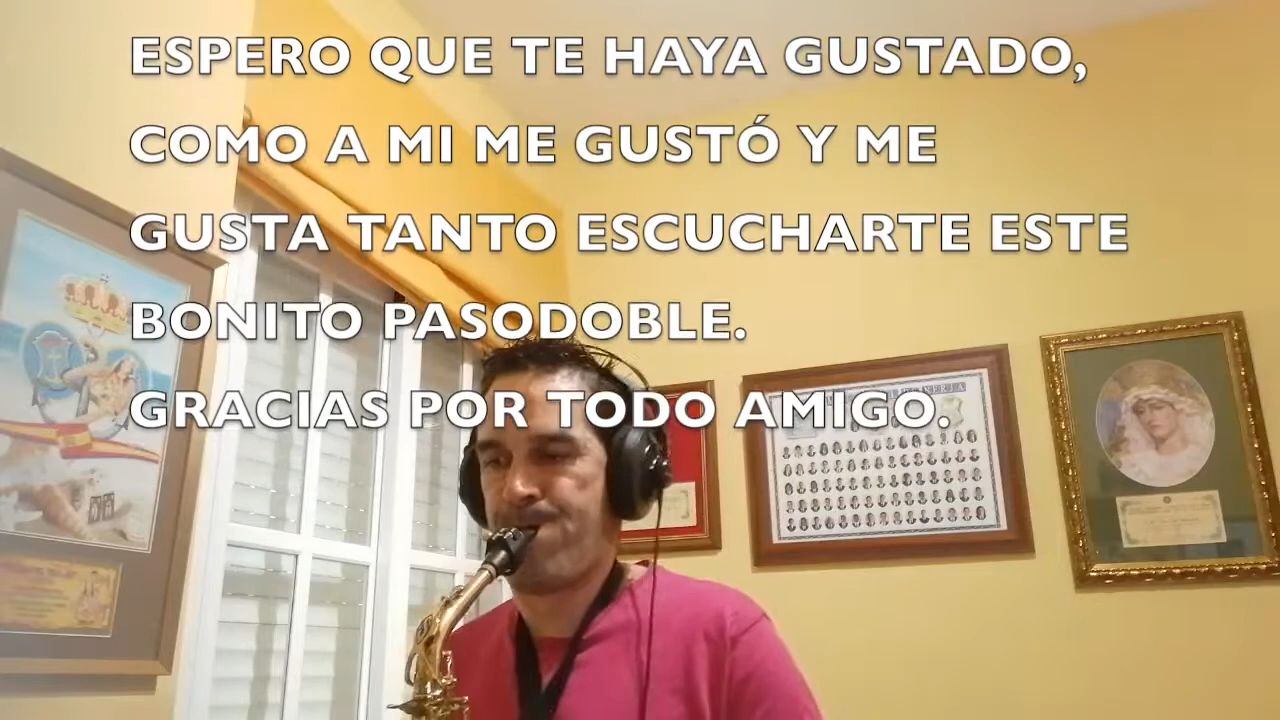 ESPERO QUE TE HAYA GUSTADO,
COMO A MI ME GUSTÓ Y ME
GUSTA TANTO ESCUCHARTE ESTE
BONITO PASODOBLE.
GRACIAS POR TODO AMIGO.